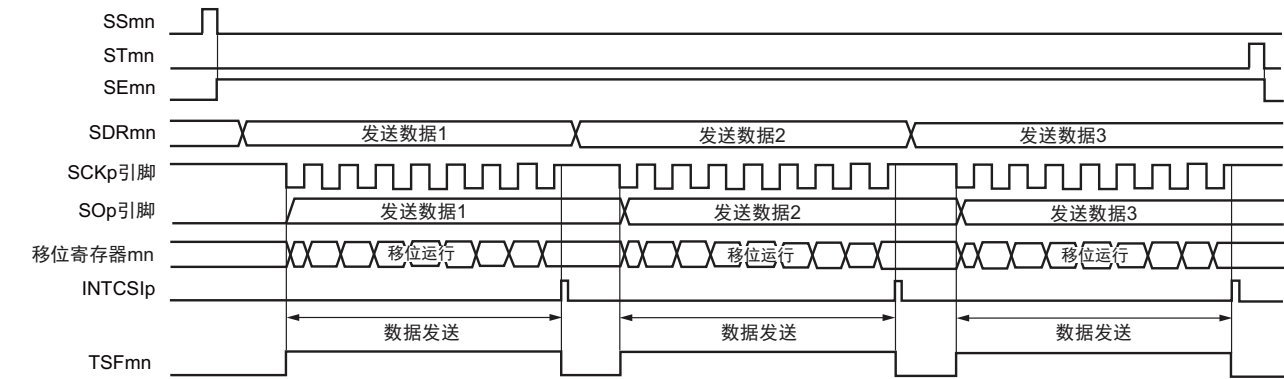 SSmn
STmn
SEmn
SDRmn 发送数据1 发送数据2 发送数据3
SCKp引脚
SOp引脚 发送数据1 发送数据2 发送数据3
移位寄存器mn 移位运行 移位运行 移位运行
INTCSIp
数据发送 数据发送 数据发送
TSFmn